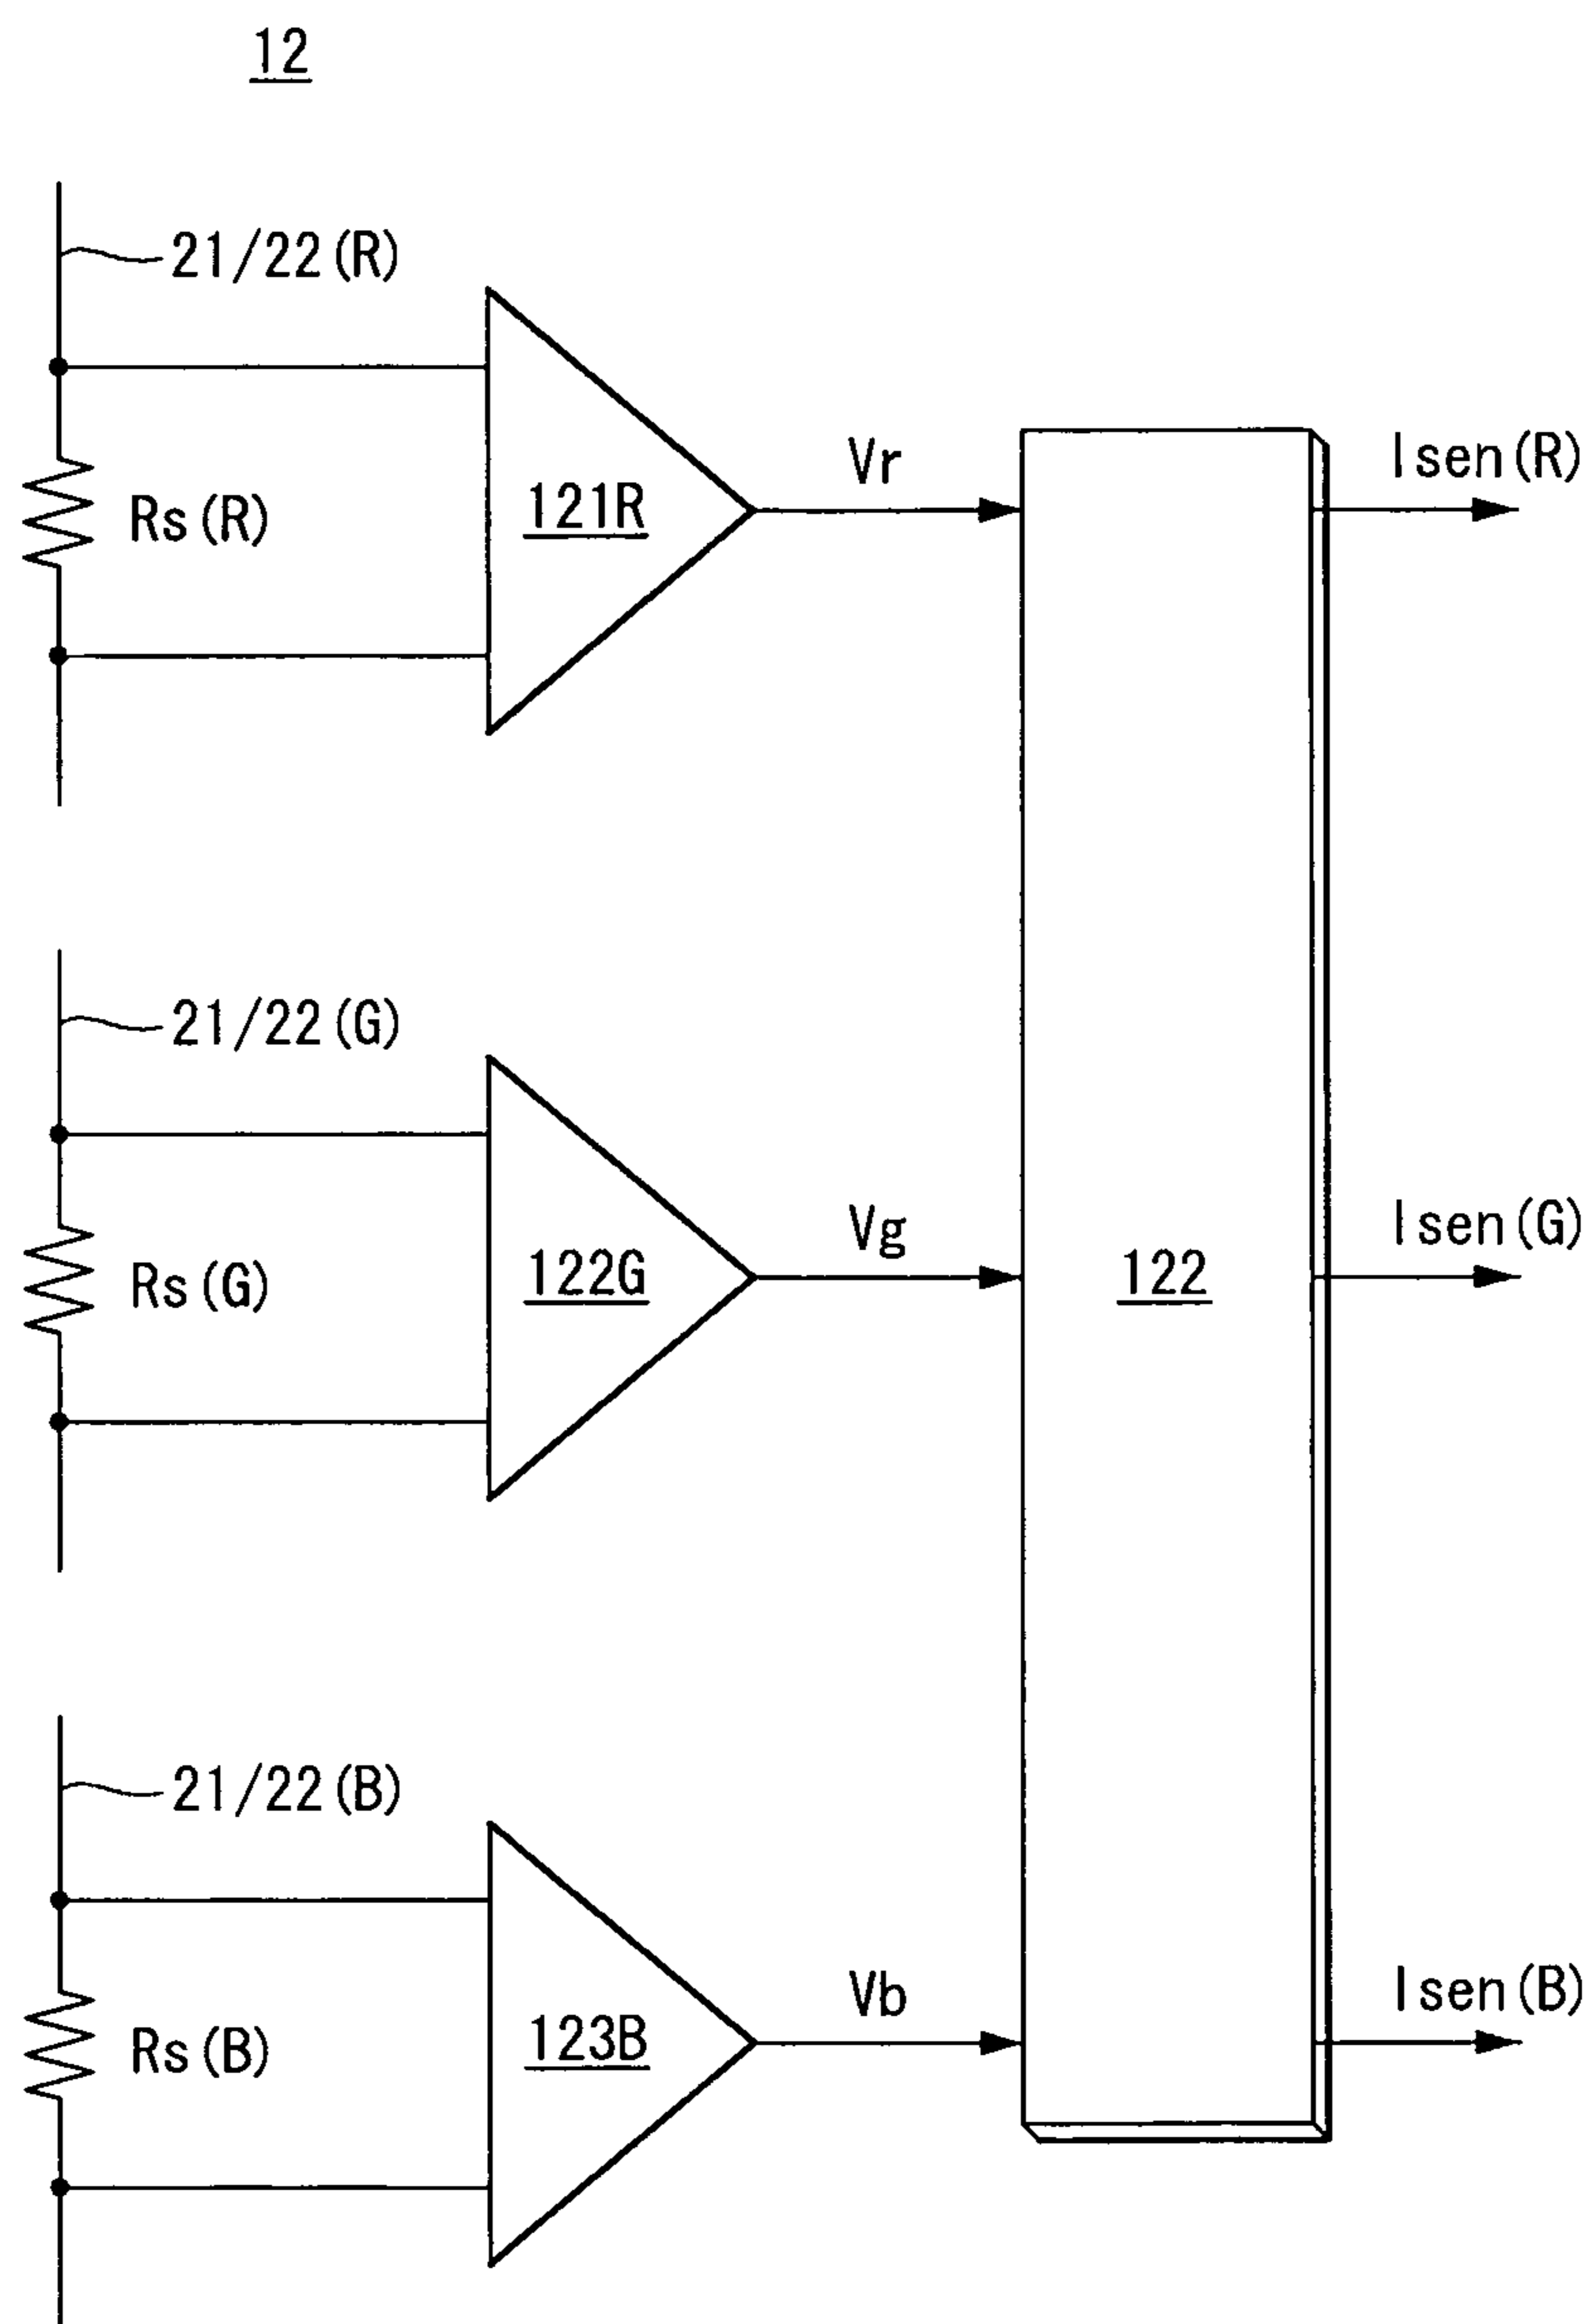 12
21/22(R)
Rs(R)
121R
Vr
Isen(R)
21/22(G)
Rs(G)
122G
Vg
122
Isen(G)
21/22(B)
Rs(B)
123B
Vb
Isen(B)